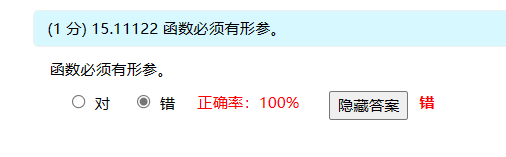 (1 分) 15.11122 函数必须有形参。
函数必须有形参。
对 错 正确率：100% 隐藏答案 错